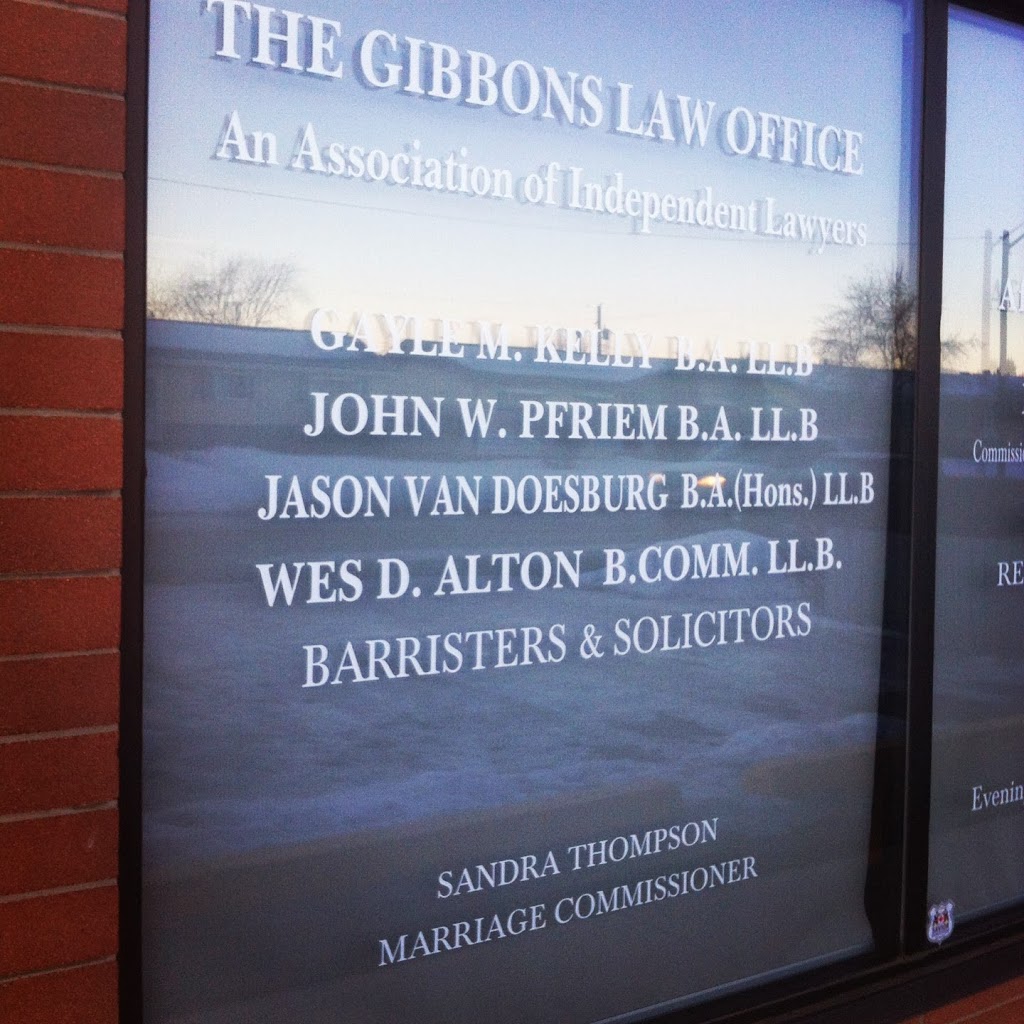 THE GIBBONS LAW OFFICE
An Association of Independent Lawyers
GAYLE M. KELLY B.A. LL.B
JOHN W. PFRIEM B.A. LL.B
JASON VAN DOESBURG B.A.(Hons.) LL.B
WES D. ALTON B.COMM. LL.B.
BARRISTERS & SOLICITORS
SANDRA THOMPSON
MARRIAGE COMMISSIONER